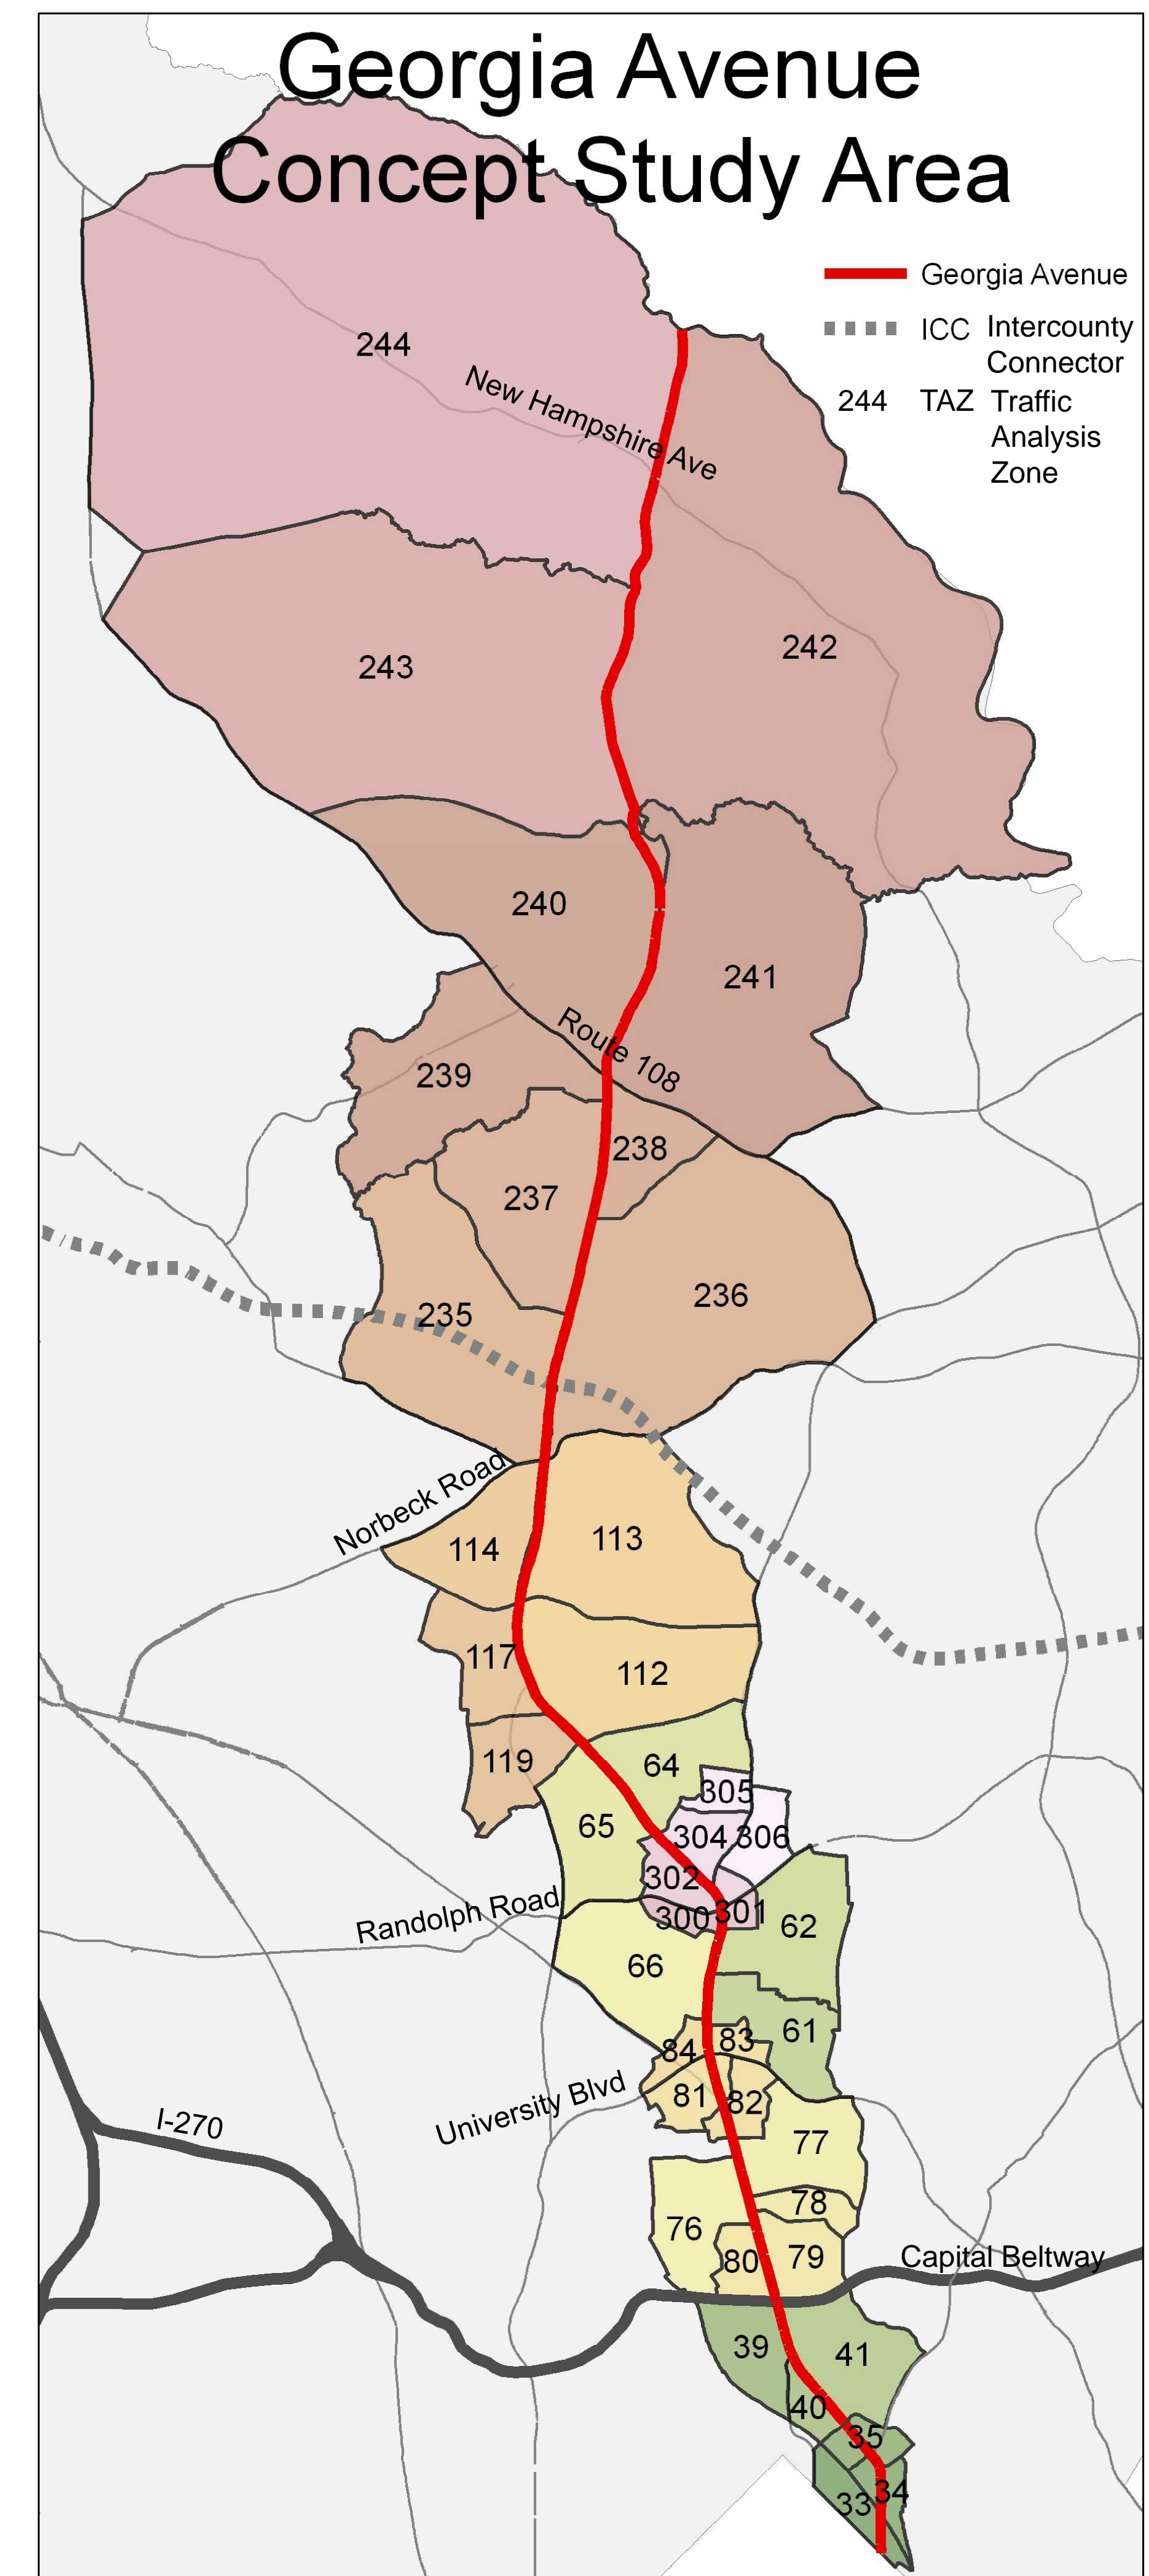 Georgia Avenue
Concept Study Area
Georgia Avenue
ICC Intercounty
Connector
244 TAZ Traffic
Analysis
Zone
244
New Hampshire Ave
242
243
240
241
Route 108
239
238
237
236
235
Norbeck Road
113
114
117
112
119
64
305
65
304
306
302
Randolph Road
300
301
62
66
61
83
84
University Blvd
81
82
I-270
77
78
76
80
79
Capital Beltway
39
41
40
35
34
33